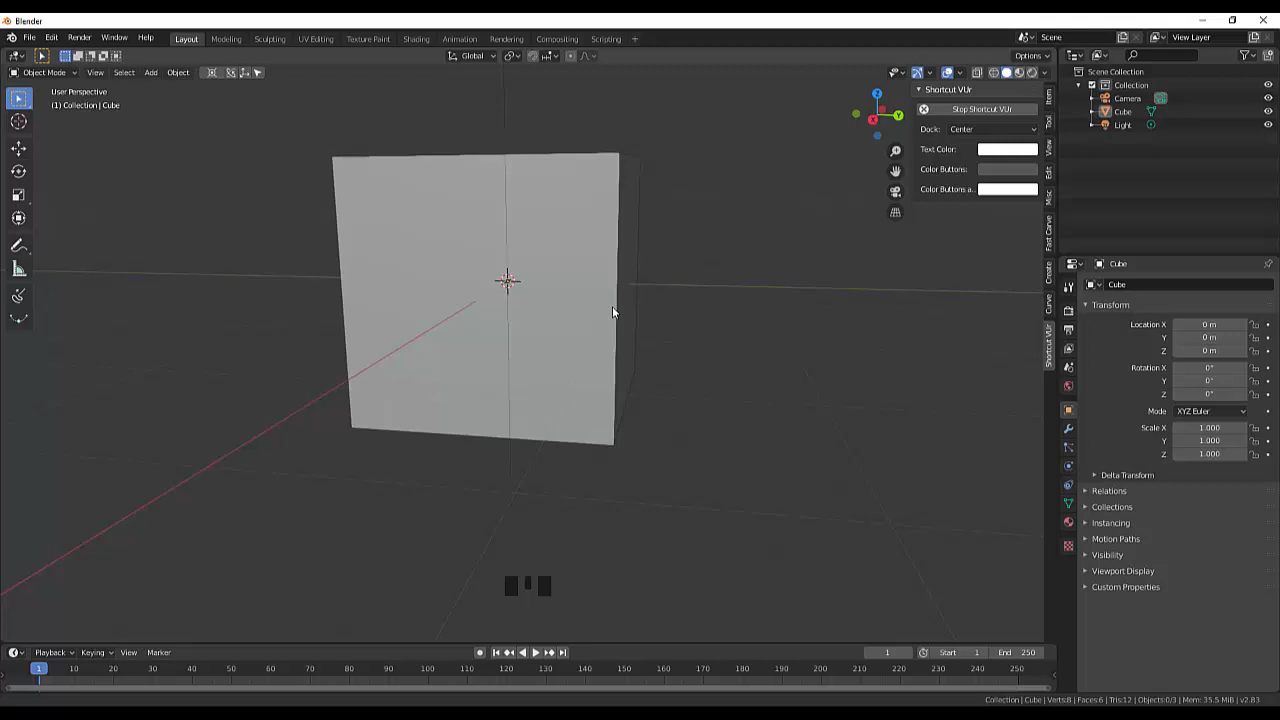 Blender
File Edit Render Window Help
Layout Modeling Sculpting UV Editing Texture Paint Shading Animation Rendering Compositing Scripting +
Scene
View Layer
Global
Options
Object Mode View Select Add Object
User Perspective
(1) Collection | Cube
Z
Y
X
Shortcut VUr
Stop Shortcut VUr
Dock: Center
Text Color:
Color Buttons:
Color Buttons a..
Item
Tool
View
Edit
Misc
Fast Carve
Create
Curve
Shortcut VUr
Scene Collection
Collection
Camera
Cube
Light
Cube
Cube
Transform
Location X 0 m
Y 0 m
Z 0 m
Rotation X 0°
Y 0°
Z 0°
Mode XYZ Euler
Scale X 1.000
Y 1.000
Z 1.000
Delta Transform
Relations
Collections
Instancing
Motion Paths
Visibility
Viewport Display
Custom Properties
Playback Keying View Marker
1 Start 1 End 250
1 10 20 30 40 50 60 70 80 90 100 110 120 130 140 150 160 170 180 190 200 210 220 230 240 250
Collection | Cube | Verts:8 | Faces:6 | Tris:12 | Objects:0/3 | Mem: 35.5 MiB | v2.83